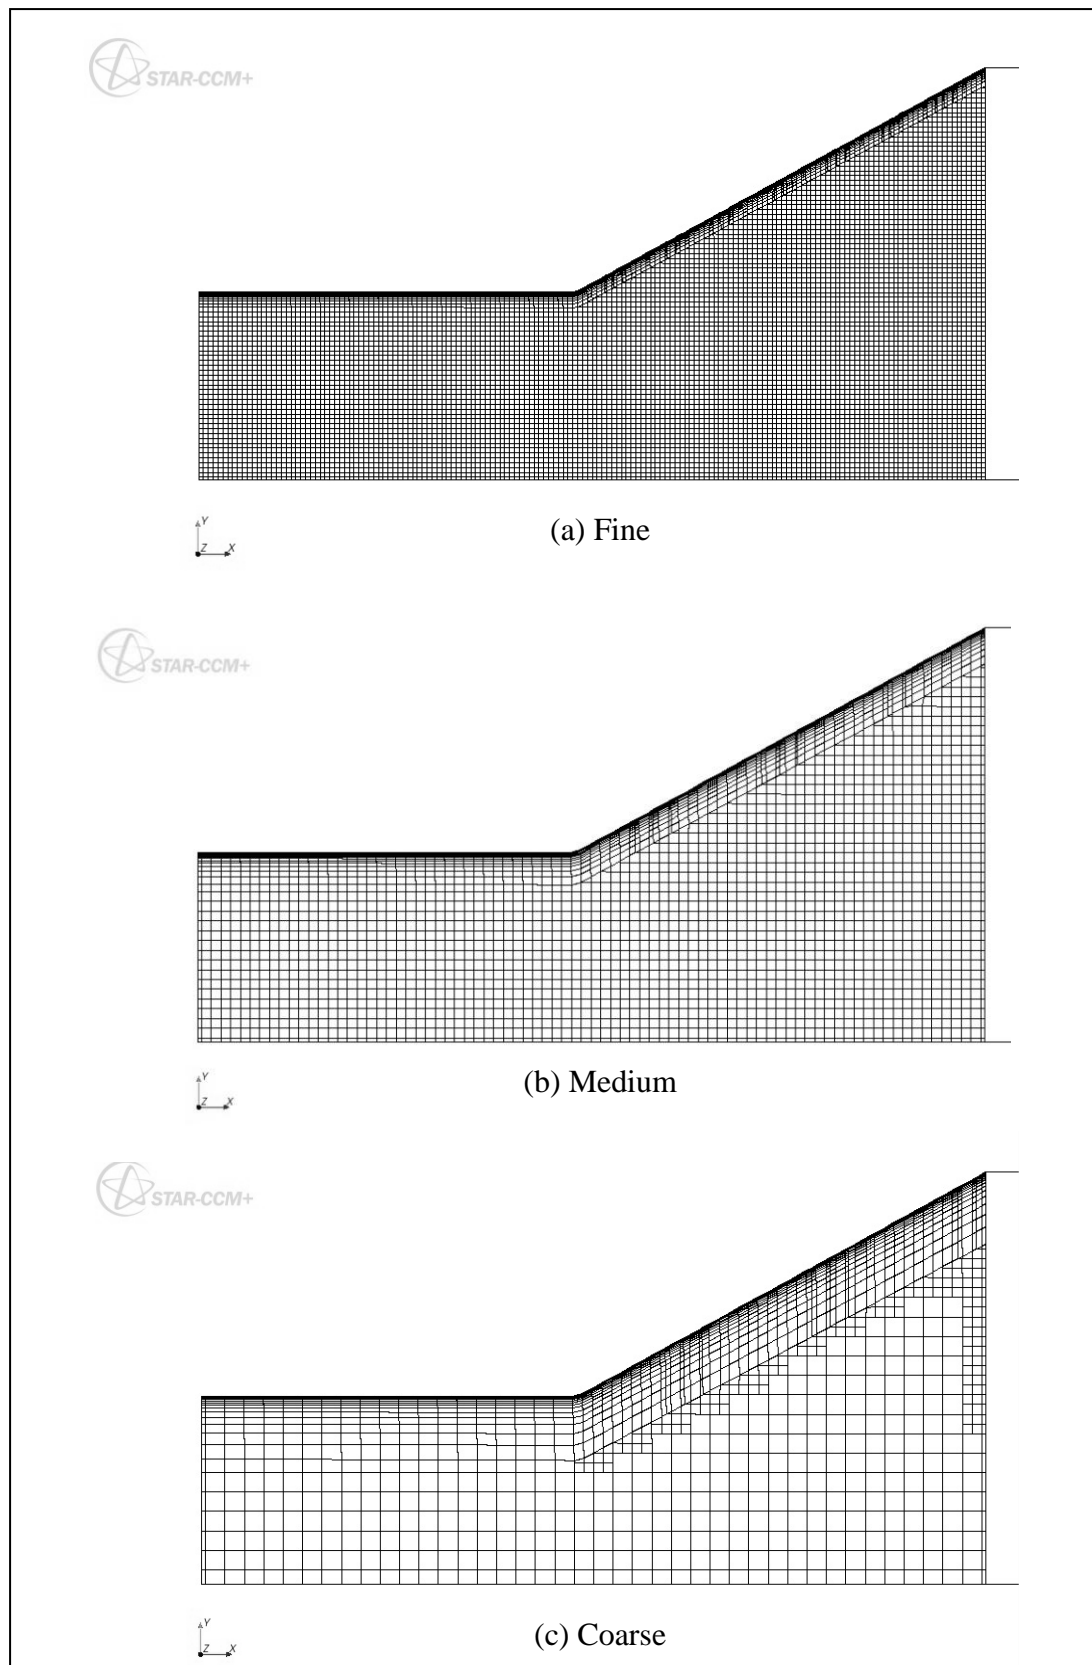 STAR-CCM+
Y
Z X
(a) Fine
STAR-CCM+
Y
Z X
(b) Medium
STAR-CCM+
Y
Z X
(c) Coarse